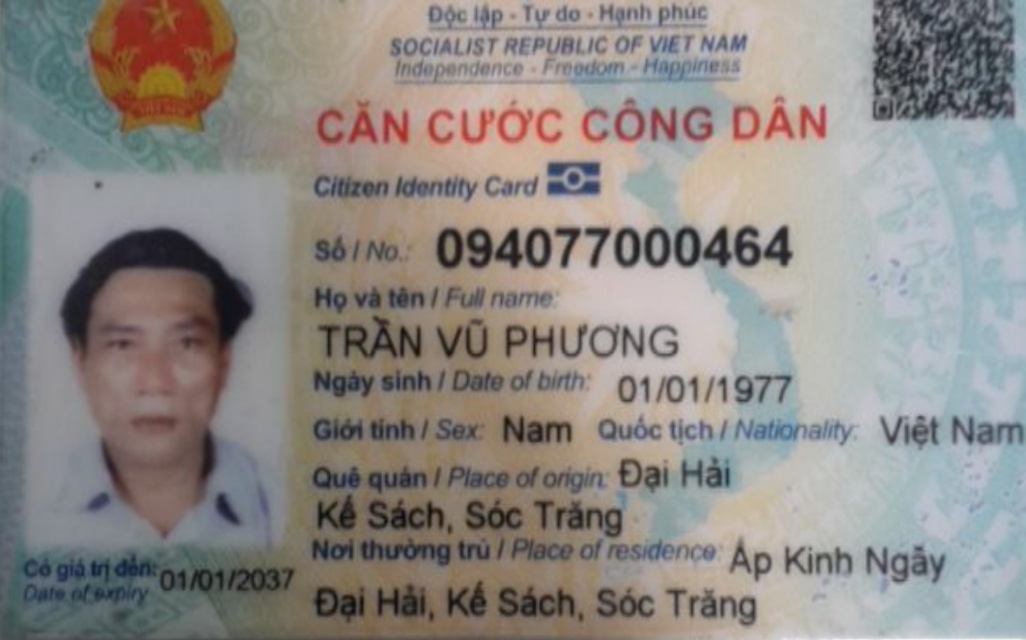 Độc lập - Tự do - Hạnh phúc
SOCIALIST REPUBLIC OF VIET NAM
Independence - Freedom - Happiness
CĂN CƯỚC CÔNG DÂN
Citizen Identity Card
Số / No.: 094077000464
Họ và tên / Full name:
TRẦN VŨ PHƯƠNG
Ngày sinh / Date of birth: 01/01/1977
Giới tính / Sex: Nam Quốc tịch / Nationality: Việt Nam
Quê quán / Place of origin: Đại Hải
Kế Sách, Sóc Trăng
Nơi thường trú / Place of residence: Ấp Kinh Ngãy
Đại Hải, Kế Sách, Sóc Trăng
Có giá trị đến: 01/01/2037
Date of expiry